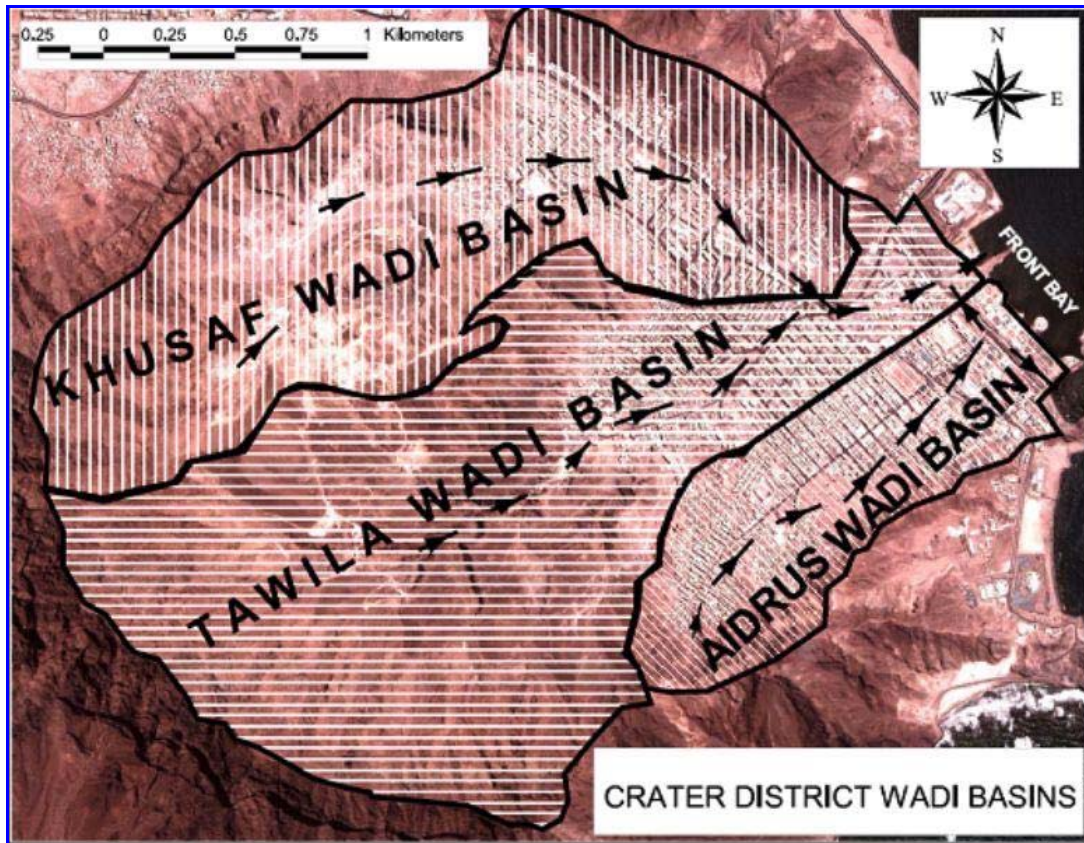 0.25 0 0.25 0.5 0.75 1 Kilometers
N
W E
S
KHUSAF WADI BASIN
FRONT BAY
TAWILA WADI BASIN
AIDRUS WADI BASIN
CRATER DISTRICT WADI BASINS